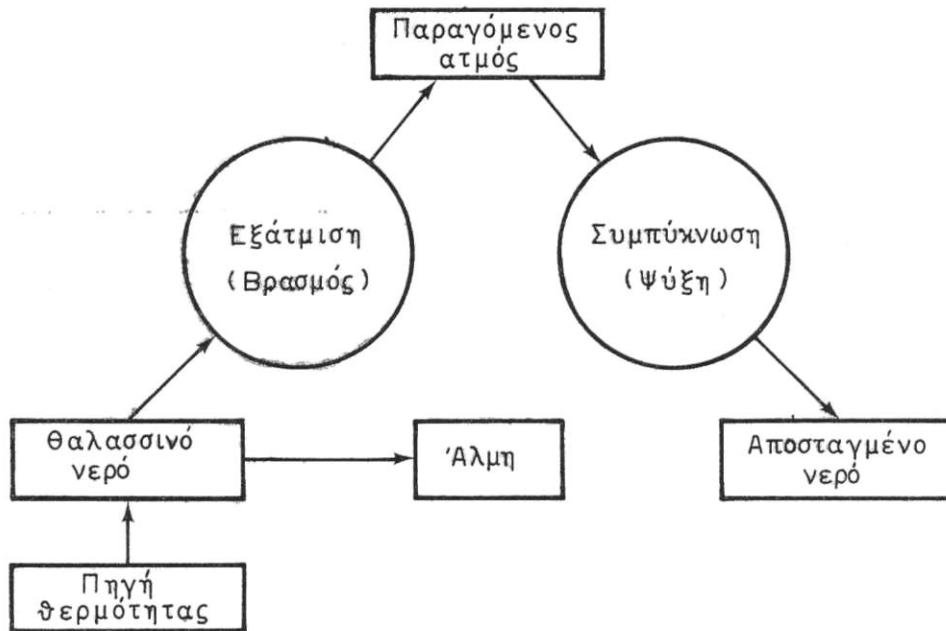 Παραγόμενος
ατμός
Εξάτμιση
(Βρασμός)
Συμπύκνωση
(Ψύξη)
Θαλασσινό
νερό
Άλμη
Αποσταγμένο
νερό
Πηγή
θερμότητας